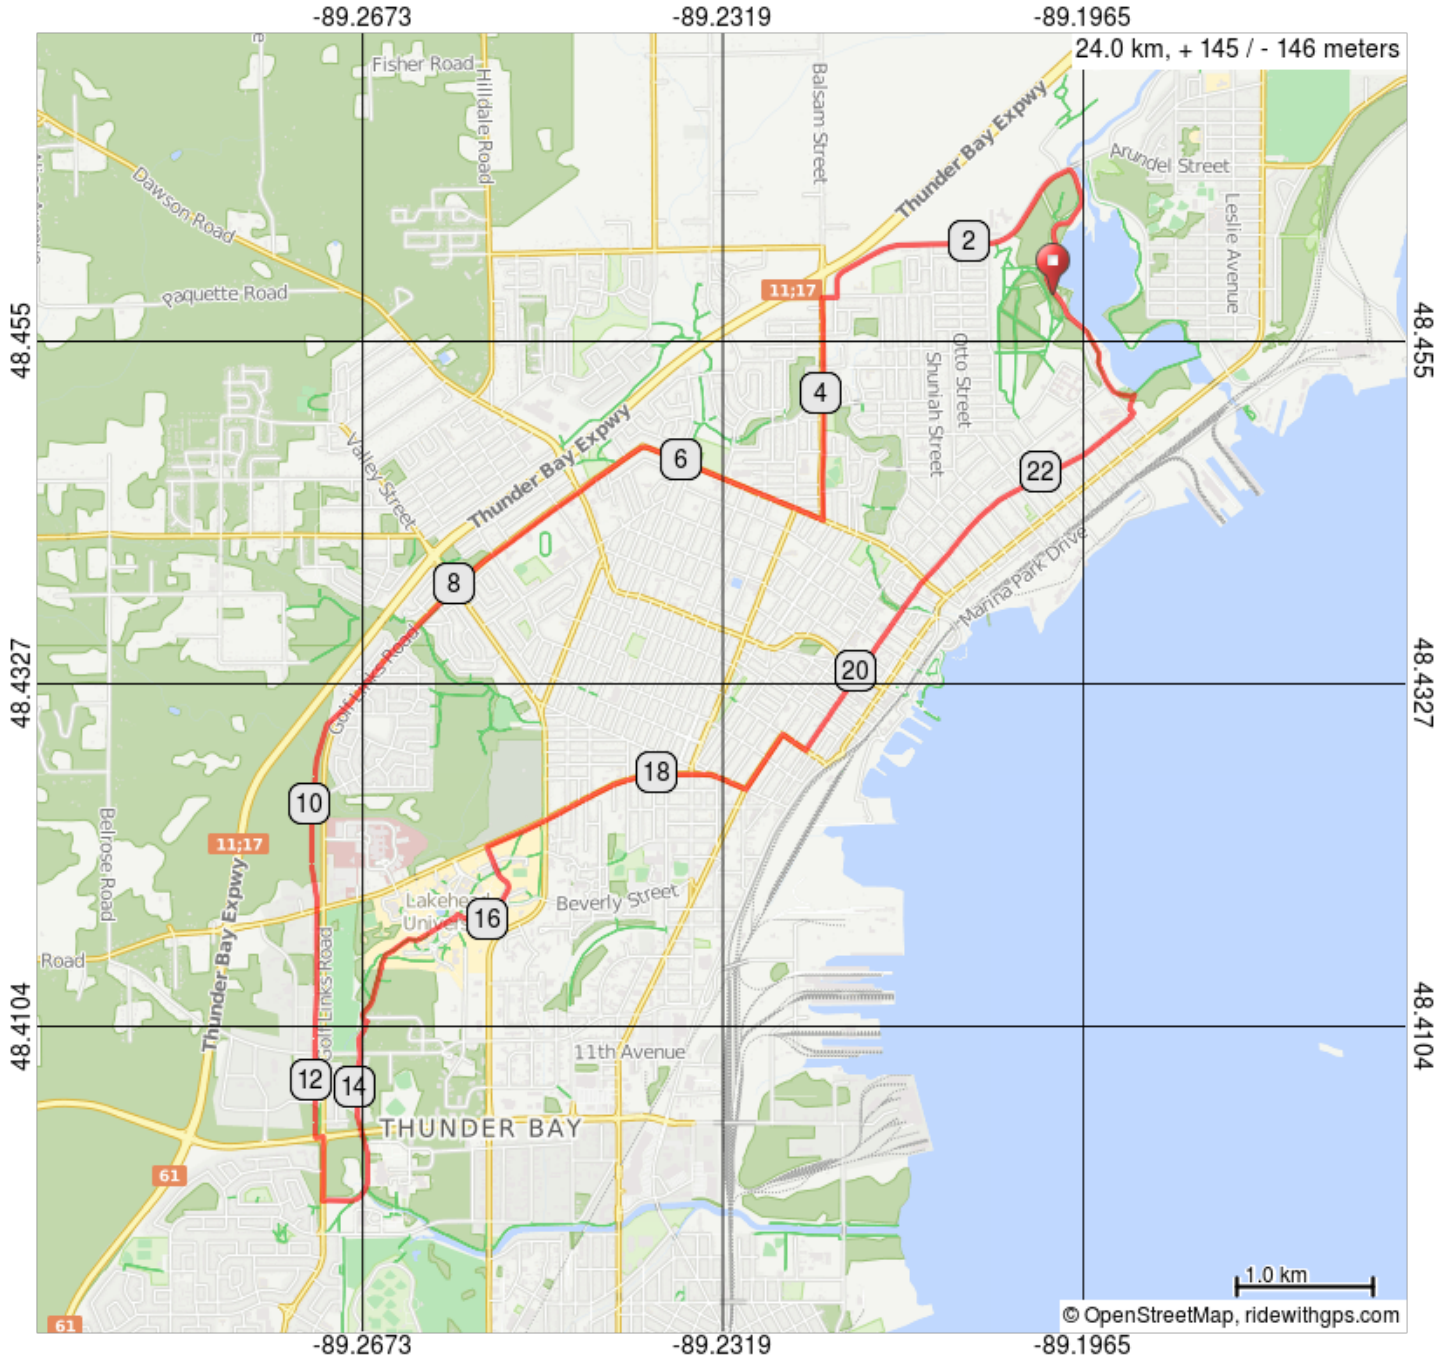 -89.2673
-89.2319
-89.1965
24.0 km, + 145 / - 146 meters
e
Fisher Road
Hilldale Road
Balsam Street
Thunder Bay Expwy
Arundel Street
Leslie Avenue
Dawson Road
2
Paquette Road
11;17
48.455
48.455
Otto Street
Shuniah Street
4
Thunder Bay Expwy
Valley Street
6
22
8
Marina Park Drive
Golf Links Road
20
48.4327
48.4327
18
10
11;17
Belrose Road
Thunder Bay Expwy
Lakehead
Univers
16
Beverly Street
Road
Golf Links Road
48.4104
48.4104
11th Avenue
12
14
THUNDER BAY
61
1.0 km
61
© OpenStreetMap, ridewithgps.com
-89.2673
-89.2319
-89.1965